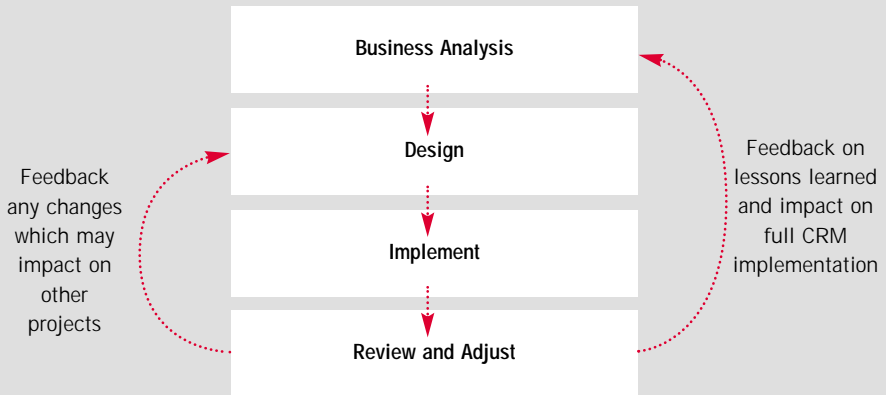 Business Analysis
Design
Implement
Review and Adjust
Feedback
any changes
which may
impact on
other
projects
Feedback on
lessons learned
and impact on
full CRM
implementation